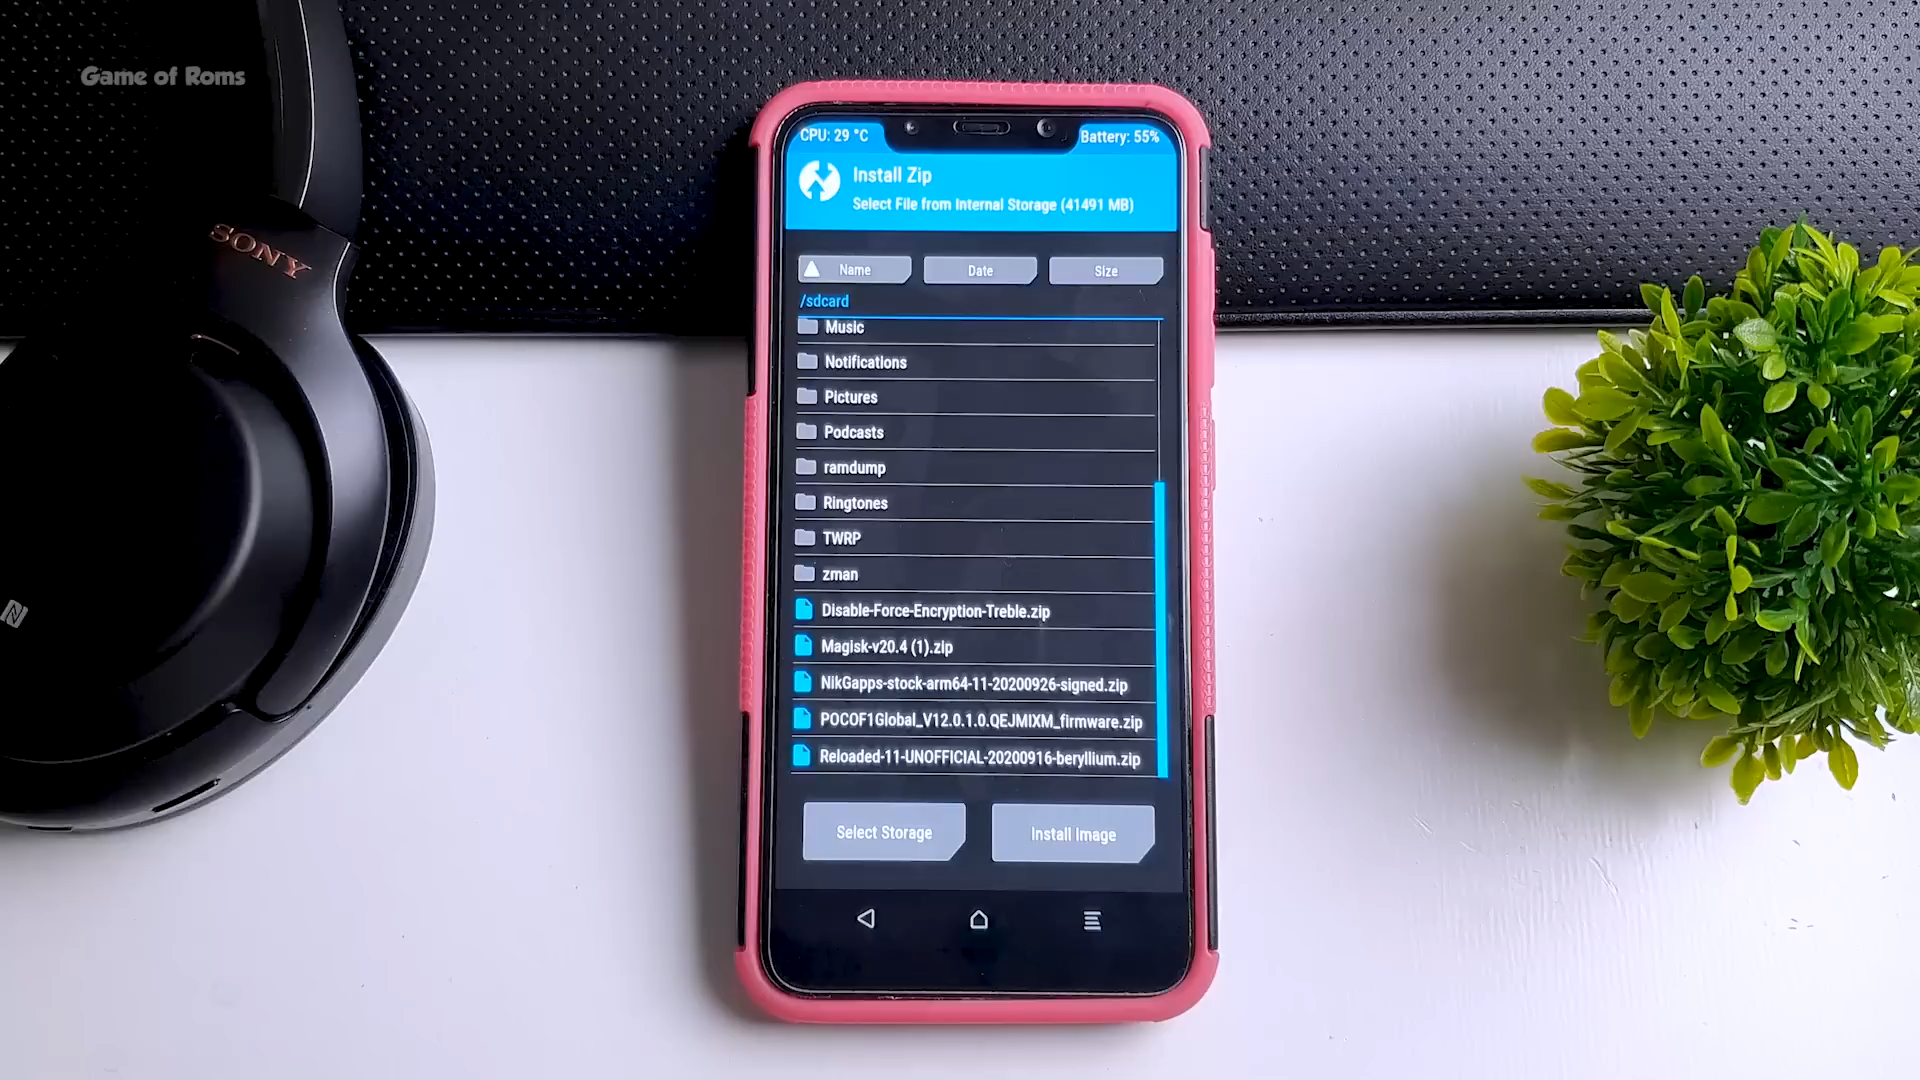 Game of Roms
SONY
CPU: 29 °C
Battery: 55%
Install Zip
Select File from Internal Storage (41491 MB)
Name
Date
Size
/sdcard
Music
Notifications
Pictures
Podcasts
ramdump
Ringtones
TWRP
zman
Disable-Force-Encryption-Treble.zip
Magisk-v20.4 (1).zip
NikGapps-stock-arm64-11-20200926-signed.zip
POCOF1Global_V12.0.1.0.QEJMIXM_firmware.zip
Reloaded-11-UNOFFICIAL-20200916-beryllium.zip
Select Storage
Install Image